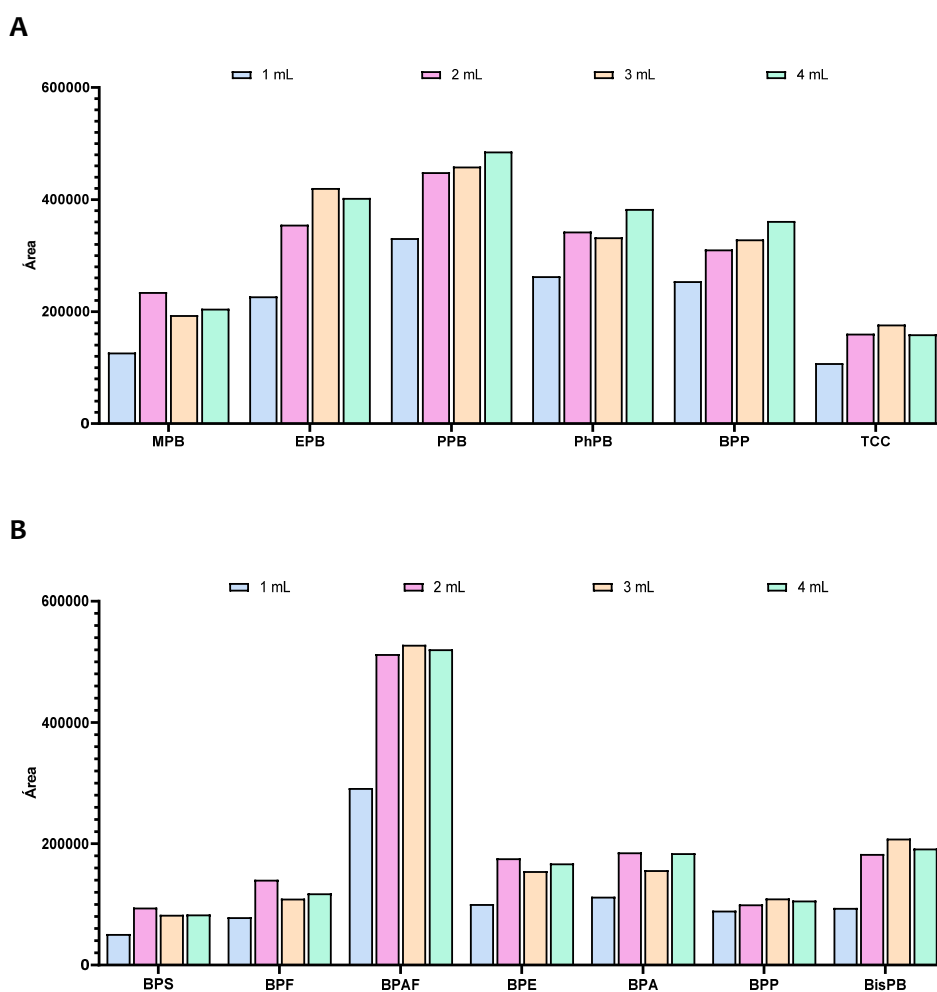 A
1 mL 2 mL 3 mL 4 mL
600000
400000
200000
0
Área
MPB EPB PPB PhPB BPP TCC
B
1 mL 2 mL 3 mL 4 mL
600000
400000
200000
0
Área
BPS BPF BPAF BPE BPA BPP BisPB